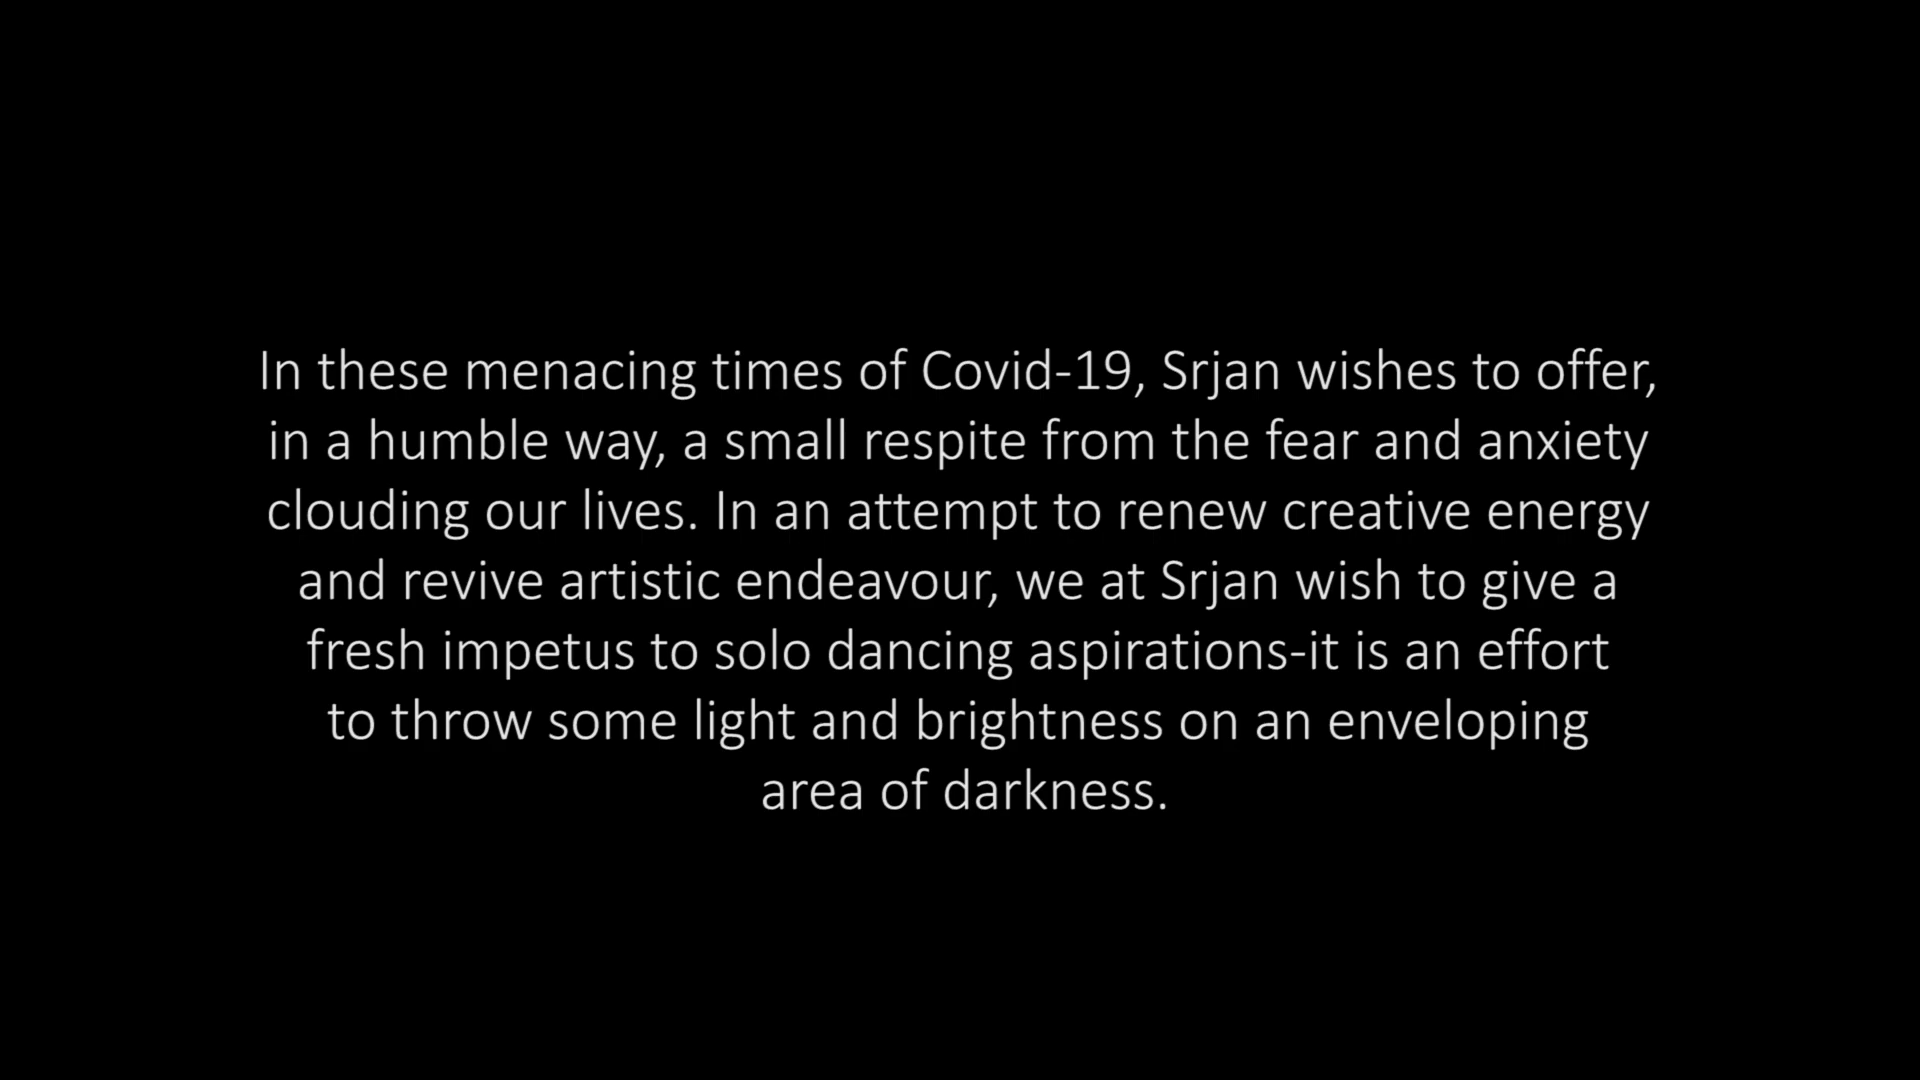 In these menacing times of Covid-19, Srjan wishes to offer,
in a humble way, a small respite from the fear and anxiety
clouding our lives. In an attempt to renew creative energy
and revive artistic endeavour, we at Srjan wish to give a
fresh impetus to solo dancing aspirations-it is an effort
to throw some light and brightness on an enveloping
area of darkness.